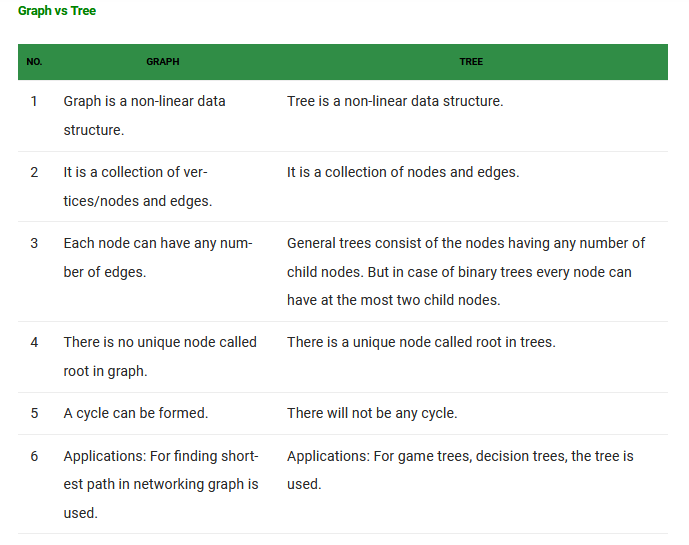 Graph vs Tree
NO. GRAPH TREE
1 Graph is a non-linear data Tree is a non-linear data structure.
structure.
2 It is a collection of ver- It is a collection of nodes and edges.
tices/nodes and edges.
3 Each node can have any num- General trees consist of the nodes having any number of
ber of edges. child nodes. But in case of binary trees every node can
have at the most two child nodes.
4 There is no unique node called There is a unique node called root in trees.
root in graph.
5 A cycle can be formed. There will not be any cycle.
6 Applications: For finding short- Applications: For game trees, decision trees, the tree is
est path in networking graph is used.
used.